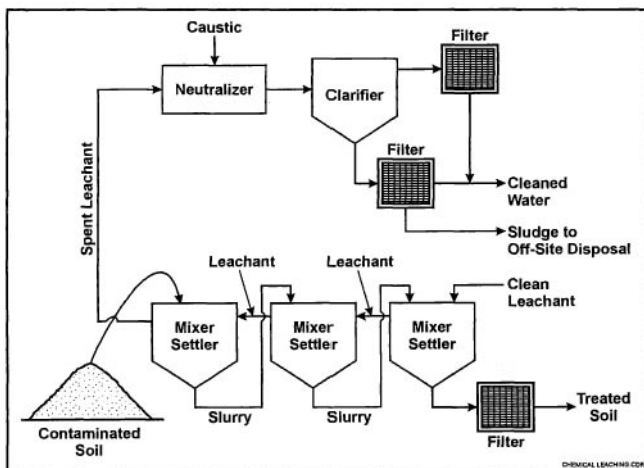 Caustic
Filter
Neutralizer
Clarifier
Filter
Cleaned
Water
Sludge to
Off-Site Disposal
Spent Leachant
Leachant
Leachant
Clean
Leachant
Mixer
Settler
Mixer
Settler
Mixer
Settler
Slurry
Slurry
Treated
Soil
Filter
Contaminated
Soil